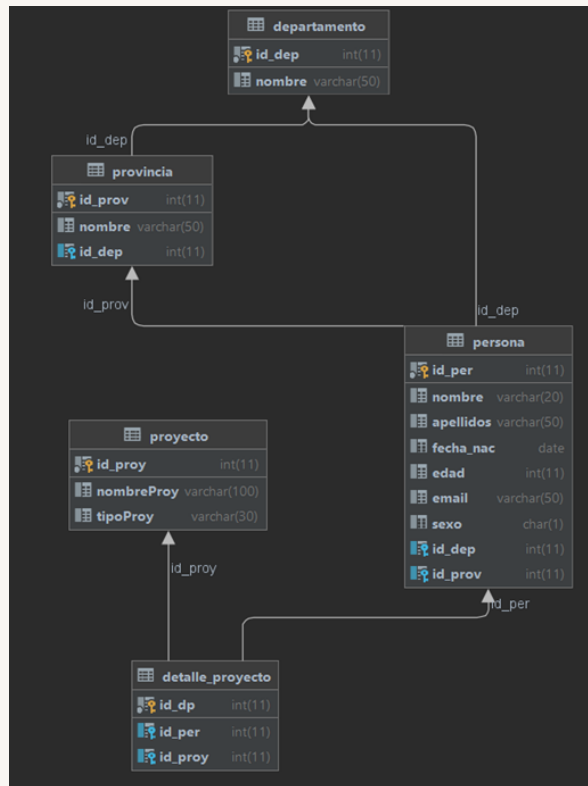 departamento
id_dep int(11)
nombre varchar(50)
id_dep
provincia
id_prov int(11)
nombre varchar(50)
id_dep int(11)
id_prov
id_dep
persona
id_per int(11)
nombre varchar(20)
apellidos varchar(50)
fecha_nac date
edad int(11)
email varchar(50)
sexo char(1)
id_dep int(11)
id_prov int(11)
proyecto
id_proy int(11)
nombreProy varchar(100)
tipoProy varchar(30)
id_proy
id_per
detalle_proyecto
id_dp int(11)
id_per int(11)
id_proy int(11)